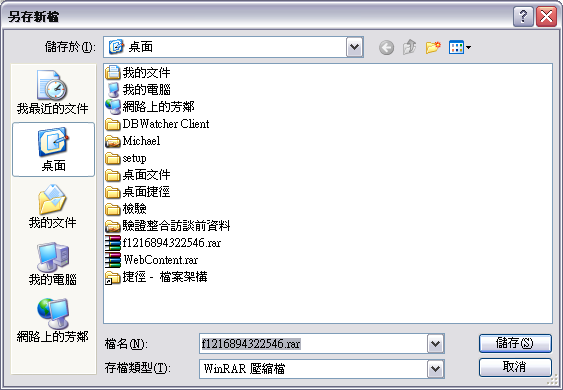 另存新檔
儲存於(I):
桌面
我最近的文件
桌面
我的文件
我的電腦
網路上的芳鄰
我的文件
我的電腦
網路上的芳鄰
DBWatcher Client
Michael
setup
桌面文件
桌面捷徑
檢驗
驗證整合訪談前資料
f1216894322546.rar
WebContent.rar
捷徑 - 檔案架構
檔名(N):
f1216894322546.rar
儲存(S)
存檔類型(T):
WinRAR 壓縮檔
取消